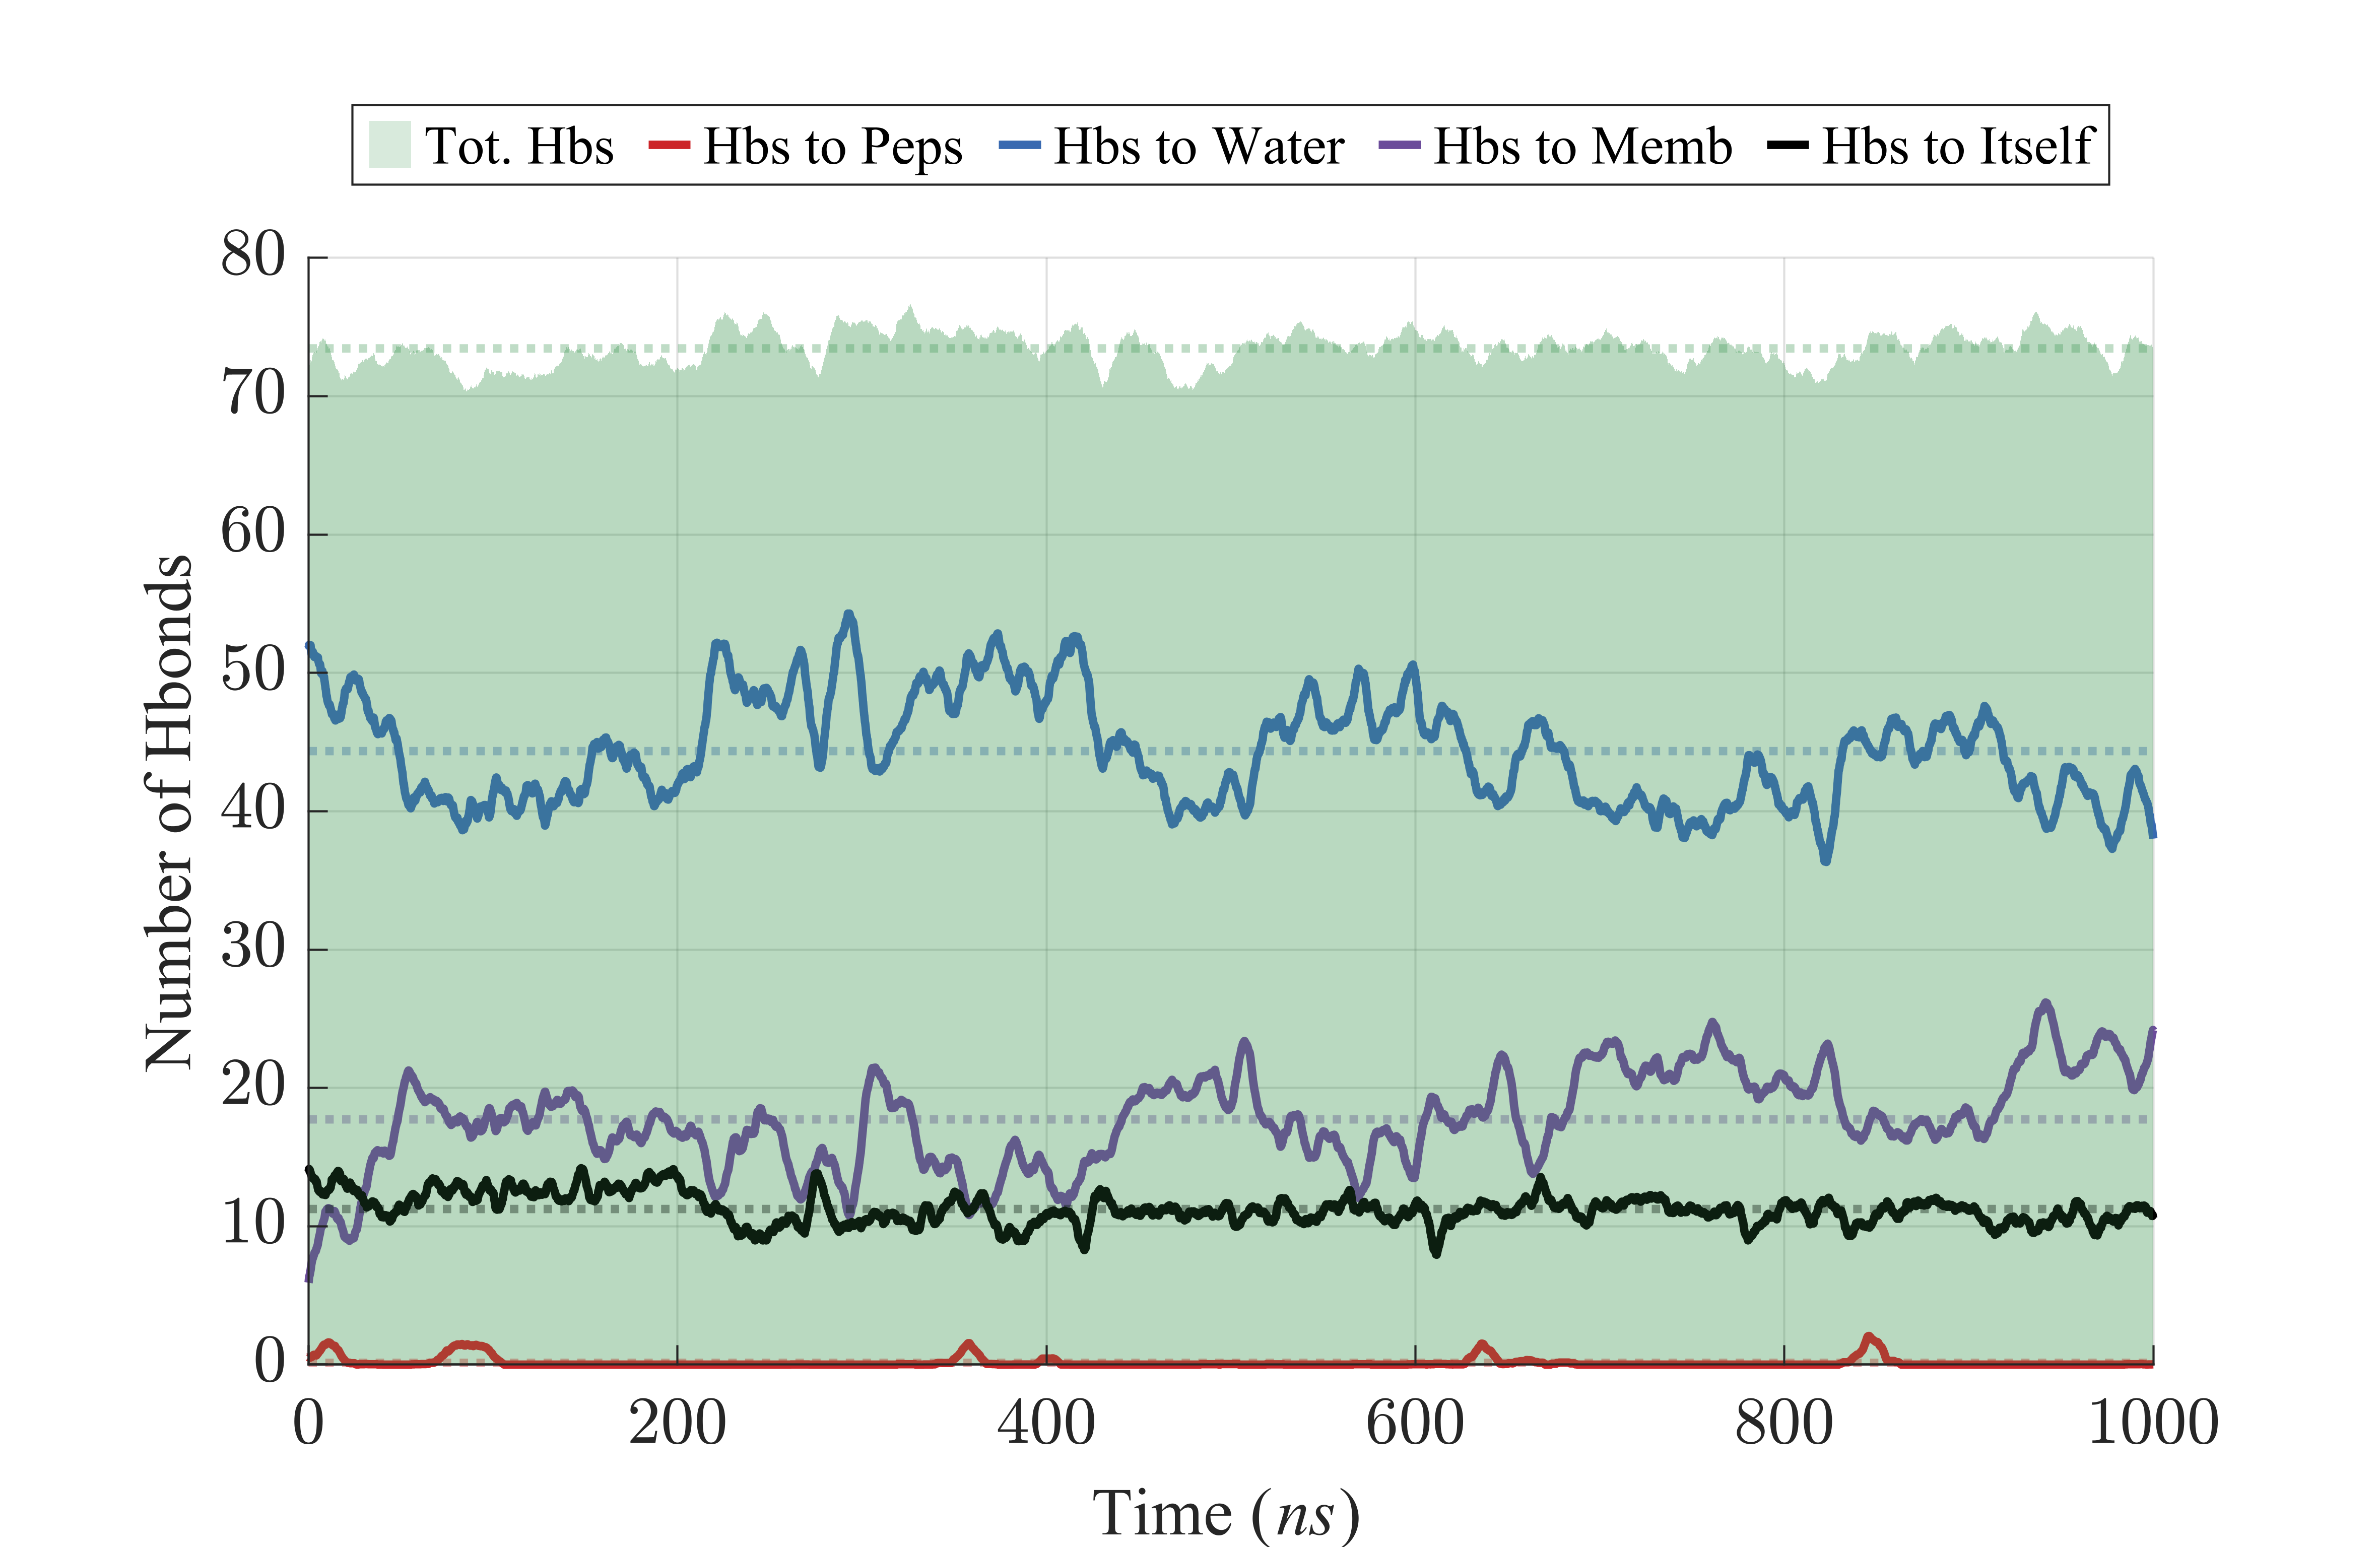 Tot. Hbs Hbs to Peps Hbs to Water Hbs to Memb Hbs to Itself
80
70
60
50
40
30
20
10
0
Number of Hbonds
0 200 400 600 800 1000
Time (ns)